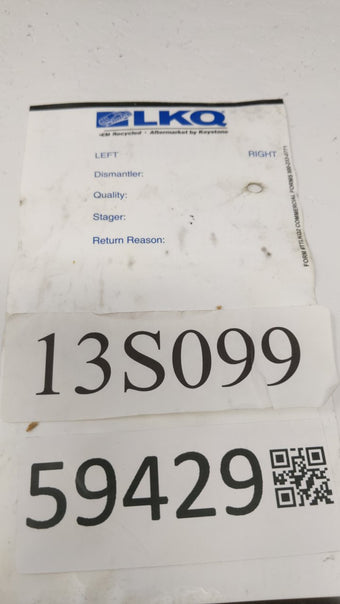 LKQ
OEM Recycled • Aftermarket by Keystone
LEFT RIGHT
Dismantler:
Quality:
Stager:
Return Reason:
13S099
59429